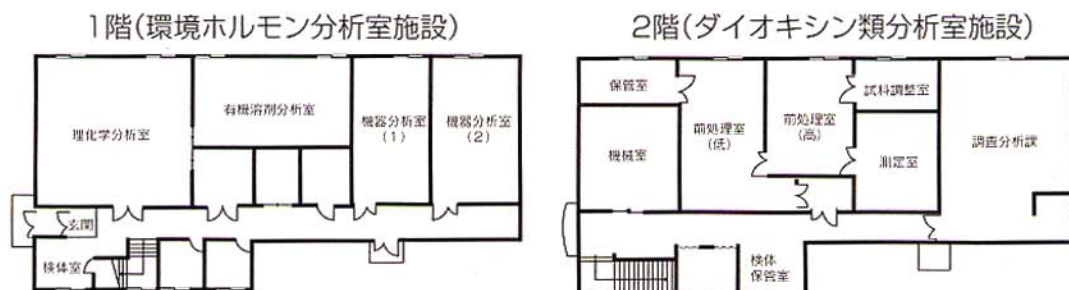 1階(環境ホルモン分析室施設)
理化学分析室
有機溶剤分析室
機器分析室
(1)
機器分析室
(2)
玄関
検体室
2階(ダイオキシン類分析室施設)
保管室
機械室
前処理室
(低)
前処理室
(高)
試料調整室
測定室
調査分析課
検体
保管室